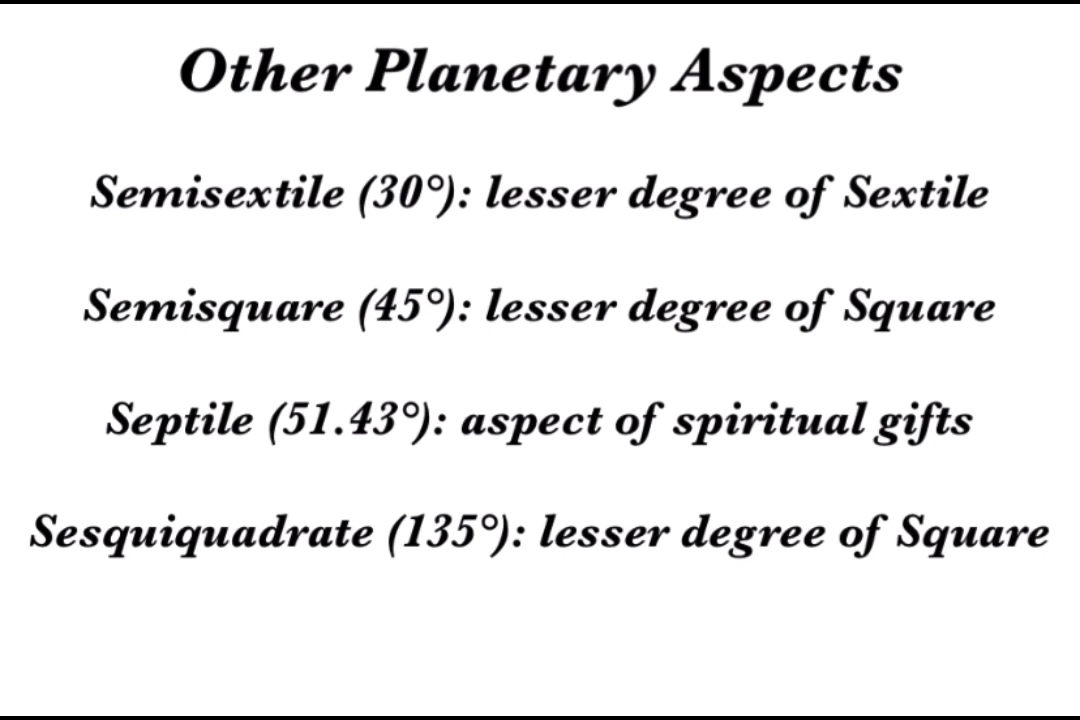 Other Planetary Aspects
Semisextile (30°): lesser degree of Sextile
Semisquare (45°): lesser degree of Square
Septile (51.43°): aspect of spiritual gifts
Sesquiquadrate (135°): lesser degree of Square